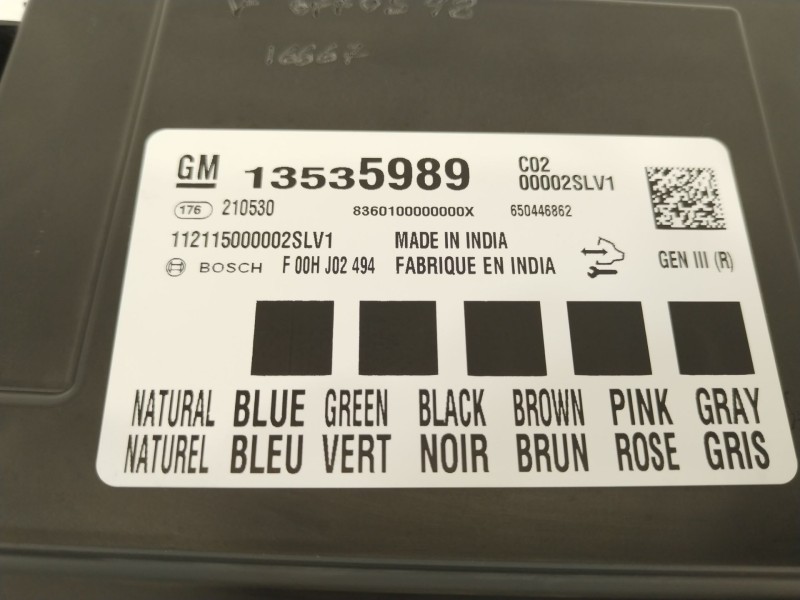 16667
GM 13535989 C02
00002SLV1
176 210530 8360100000000X 650446862
112115000002SLV1 MADE IN INDIA
BOSCH F 00H J02 494 FABRIQUE EN INDIA GEN III (R)
NATURAL BLUE GREEN BLACK BROWN PINK GRAY
NATUREL BLEU VERT NOIR BRUN ROSE GRIS